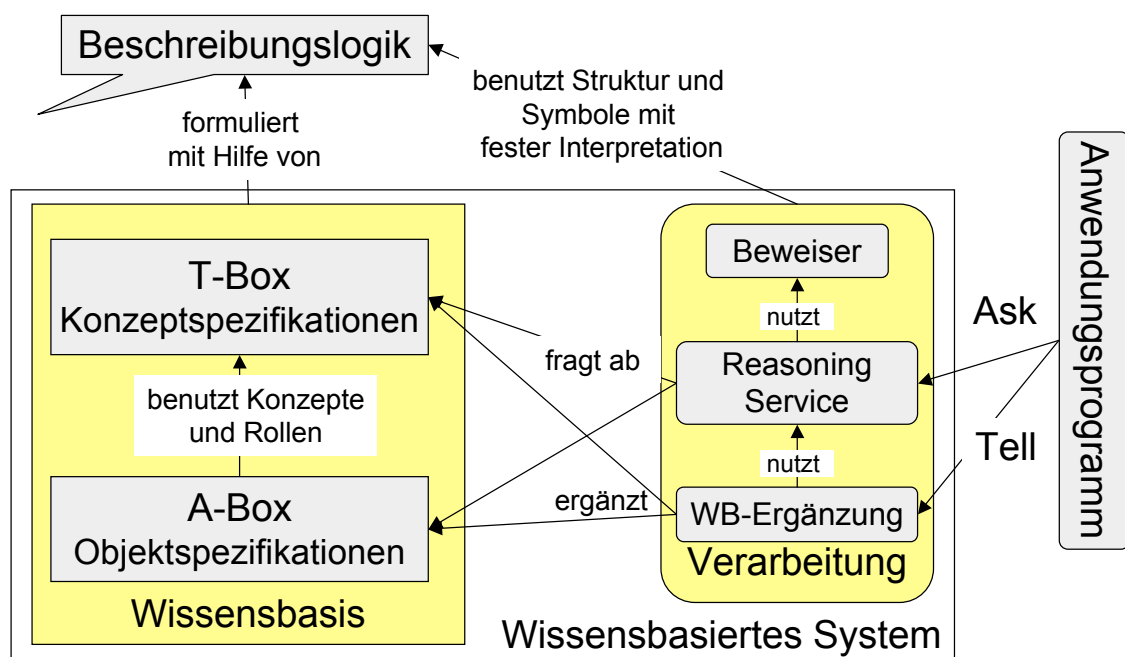 Beschreibungslogik
benutzt Struktur und
Symbole mit
fester Interpretation
formuliert
mit Hilfe von
Anwendungsprogramm
T-Box
Konzeptspezifikationen
benutzt Konzepte
und Rollen
A-Box
Objektspezifikationen
Wissensbasis
fragt ab
ergänzt
Beweiser
nutzt
Reasoning
Service
nutzt
WB-Ergänzung
Verarbeitung
Ask
Tell
Wissensbasiertes System